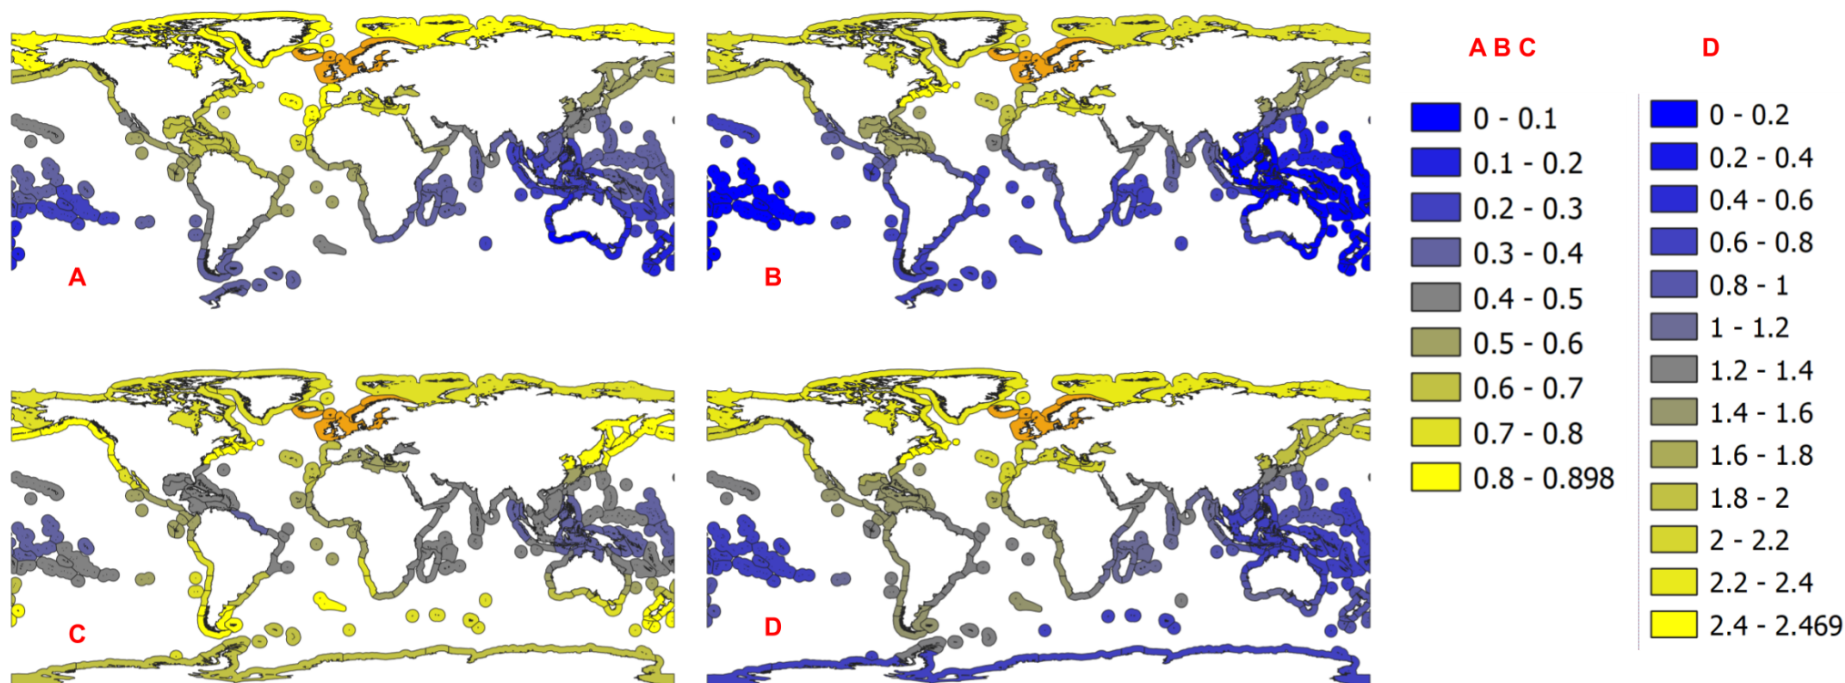 A
B
C
D
A B C
0 - 0.1
0.1 - 0.2
0.2 - 0.3
0.3 - 0.4
0.4 - 0.5
0.5 - 0.6
0.6 - 0.7
0.7 - 0.8
0.8 - 0.898
D
0 - 0.2
0.2 - 0.4
0.4 - 0.6
0.6 - 0.8
0.8 - 1
1 - 1.2
1.2 - 1.4
1.4 - 1.6
1.6 - 1.8
1.8 - 2
2 - 2.2
2.2 - 2.4
2.4 - 2.469